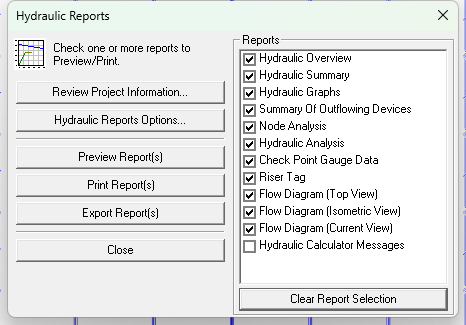 Hydraulic Reports
Check one or more reports to
Preview/Print.
Review Project Information...
Hydraulic Reports Options...
Preview Report(s)
Print Report(s)
Export Report(s)
Close
Reports
Hydraulic Overview
Hydraulic Summary
Hydraulic Graphs
Summary Of Outflowing Devices
Node Analysis
Hydraulic Analysis
Check Point Gauge Data
Riser Tag
Flow Diagram (Top View)
Flow Diagram (Isometric View)
Flow Diagram (Current View)
Hydraulic Calculator Messages
Clear Report Selection